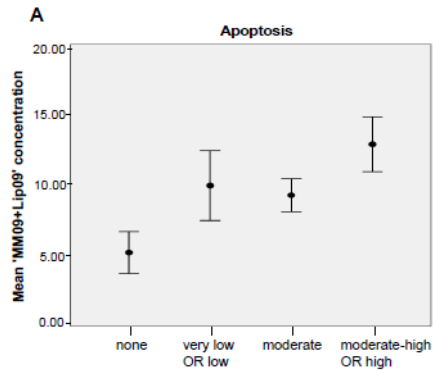 A
Apoptosis
Mean 'MM09+Lip09' concentration
20.00
15.00
10.00
5.00
0.00
none
very low
OR low
moderate
moderate-high
OR high